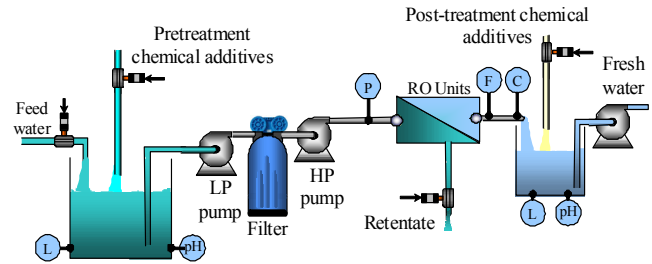 Pretreatment
chemical additives
Feed
water
L
pH
LP
pump
Filter
HP
pump
P
RO Units
Retentate
F
C
Post-treatment chemical
additives
L
pH
Fresh
water